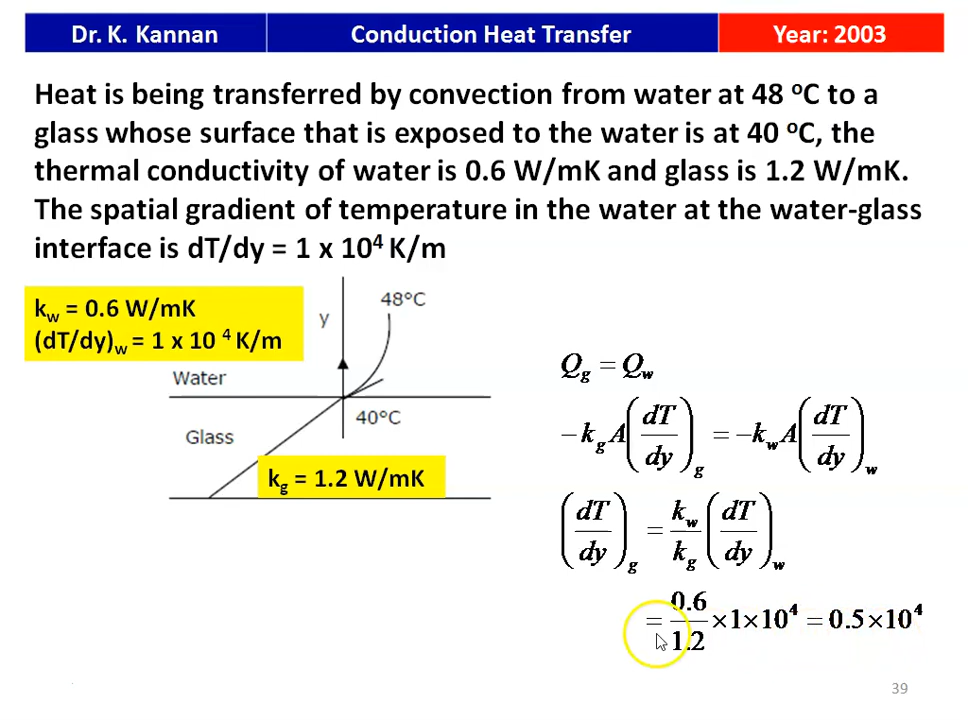 Dr. K. Kannan
Conduction Heat Transfer
Year: 2003
Heat is being transferred by convection from water at 48 °C to a
glass whose surface that is exposed to the water is at 40 °C, the
thermal conductivity of water is 0.6 W/mK and glass is 1.2 W/mK.
The spatial gradient of temperature in the water at the water-glass
interface is dT/dy = 1 x 10⁴ K/m
k_w = 0.6 W/mK
(dT/dy)_w = 1 x 10 ⁴ K/m
y
48°C
Water
40°C
Glass
k_g = 1.2 W/mK
Q_g = Q_w
−k_g A(dT/dy)_g = −k_w A(dT/dy)_w
(dT/dy)_g = k_w/k_g (dT/dy)_w
= 0.6/1.2 × 1 × 10⁴ = 0.5 × 10⁴
39